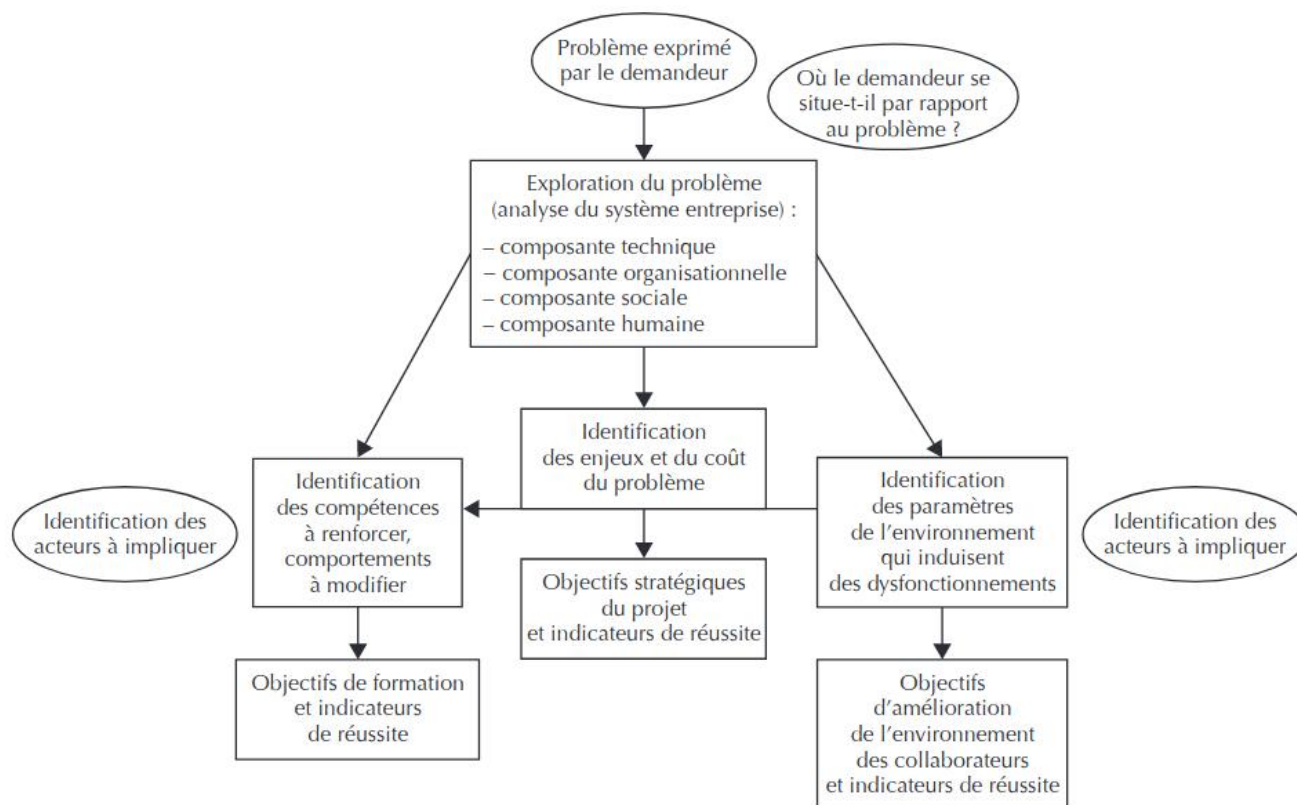 Problème exprimé
par le demandeur
Où le demandeur se
situe-t-il par rapport
au problème ?
Exploration du problème
(analyse du système entreprise) :
– composante technique
– composante organisationnelle
– composante sociale
– composante humaine
Identification
des enjeux et du coût
du problème
Identification des
acteurs à impliquer
Identification
des compétences
à renforcer,
comportements
à modifier
Identification
des paramètres
de l'environnement
qui induisent
des dysfonctionnements
Identification des
acteurs à impliquer
Objectifs stratégiques
du projet
et indicateurs de réussite
Objectifs de formation
et indicateurs
de réussite
Objectifs
d'amélioration
de l'environnement
des collaborateurs
et indicateurs de réussite